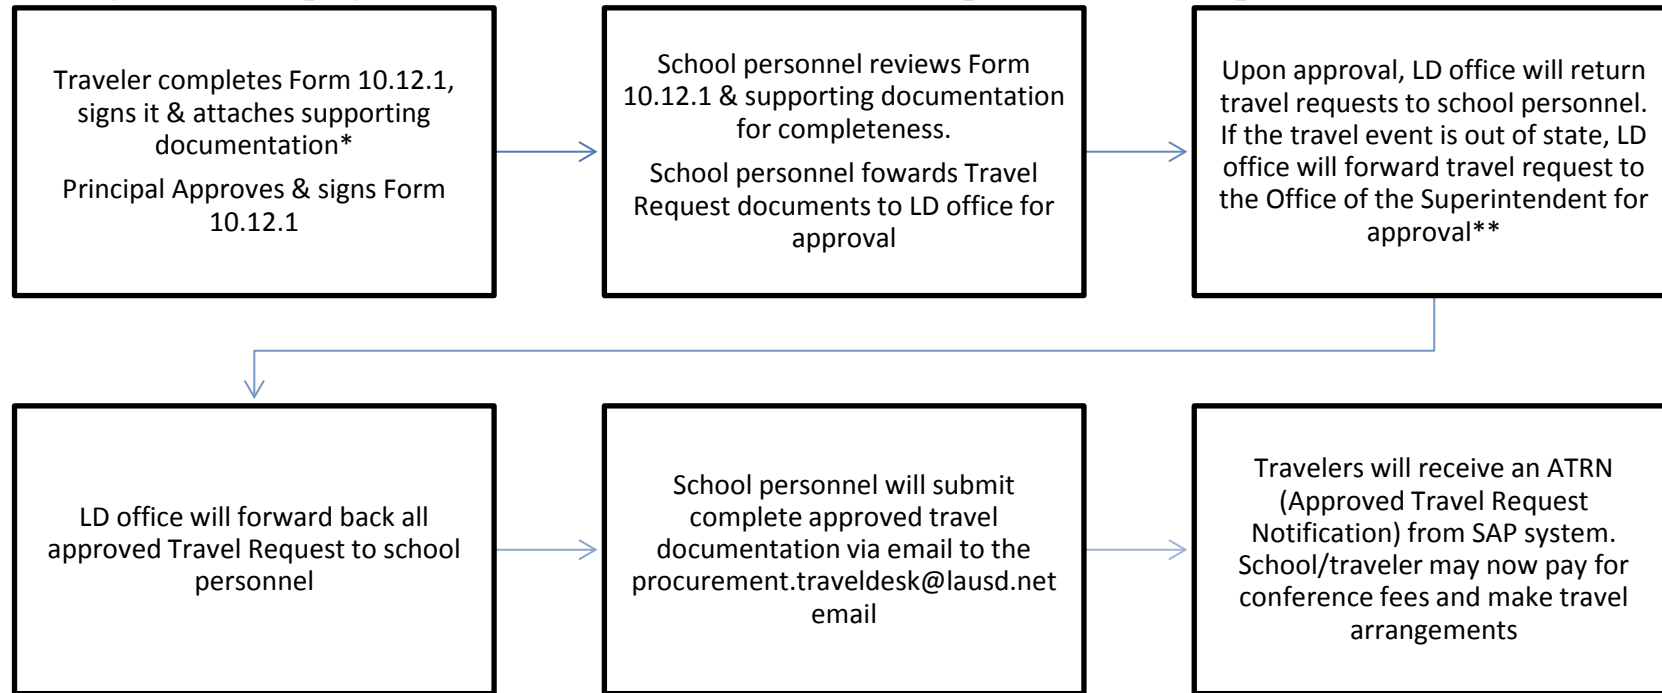 Traveler completes Form 10.12.1,
signs it & attaches supporting
documentation*
Principal Approves & signs Form
10.12.1
School personnel reviews Form
10.12.1 & supporting documentation
for completeness.
School personnel fowards Travel
Request documents to LD office for
approval
Upon approval, LD office will return
travel requests to school personnel.
If the travel event is out of state, LD
office will forward travel request to
the Office of the Superintendent for
approval**
LD office will forward back all
approved Travel Request to school
personnel
School personnel will submit
complete approved travel
documentation via email to the
procurement.traveldesk@lausd.net
email
Travelers will receive an ATRN
(Approved Travel Request
Notification) from SAP system.
School/traveler may now pay for
conference fees and make travel
arrangements